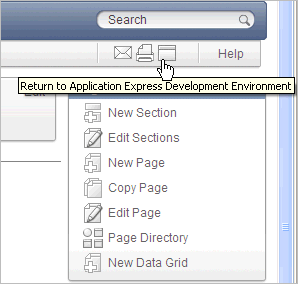 Search
Help
Return to Application Express Development Environment
New Section
Edit Sections
New Page
Copy Page
Edit Page
Page Directory
New Data Grid